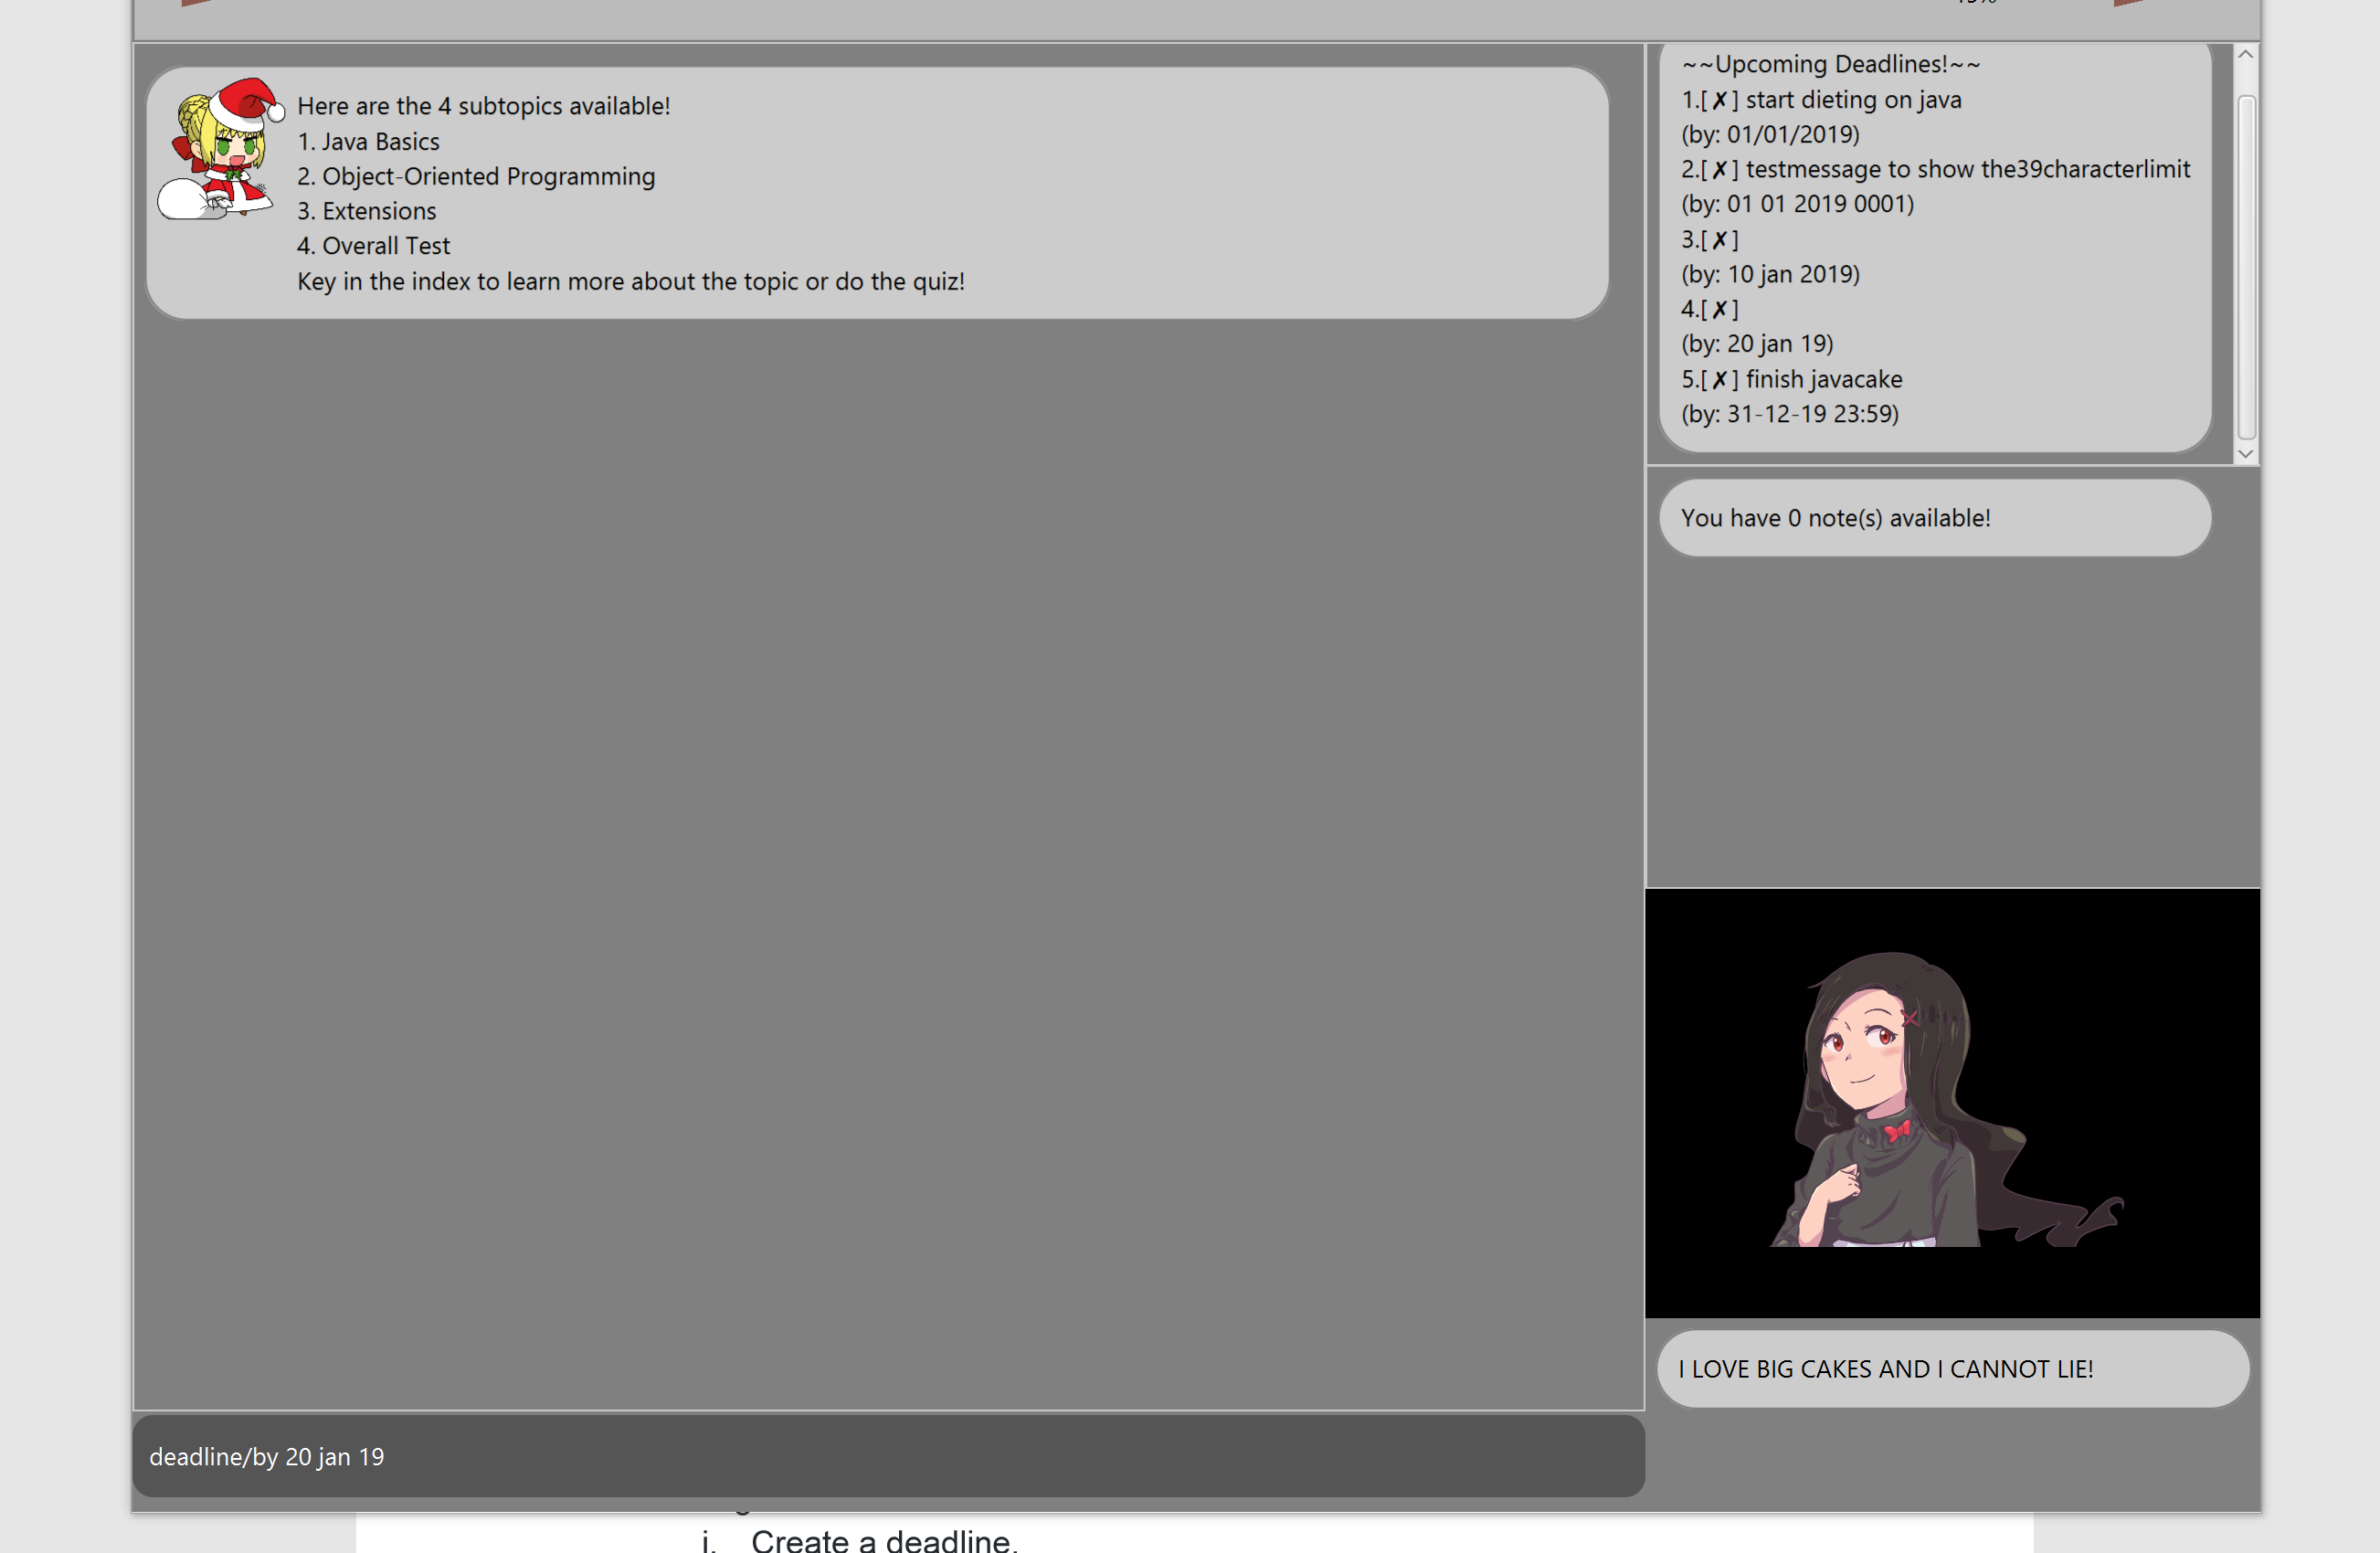 Here are the 4 subtopics available!
1. Java Basics
2. Object-Oriented Programming
3. Extensions
4. Overall Test
Key in the index to learn more about the topic or do the quiz!
~~Upcoming Deadlines!~~
1.[✗] start dieting on java
(by: 01/01/2019)
2.[✗] testmessage to show the39characterlimit
(by: 01 01 2019 0001)
3.[✗]
(by: 10 jan 2019)
4.[✗]
(by: 20 jan 19)
5.[✗] finish javacake
(by: 31-12-19 23:59)
You have 0 note(s) available!
I LOVE BIG CAKES AND I CANNOT LIE!
deadline/by 20 jan 19
i. Create a deadline.